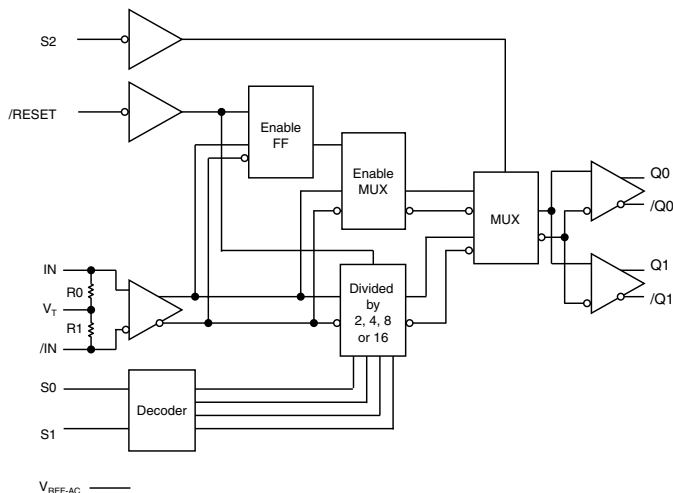 S2
/RESET
Enable
FF
Enable
MUX
MUX
Q0
/Q0
Q1
/Q1
IN
R0
VT
R1
/IN
Divided
by
2, 4, 8
or 16
S0
Decoder
S1
VREF-AC